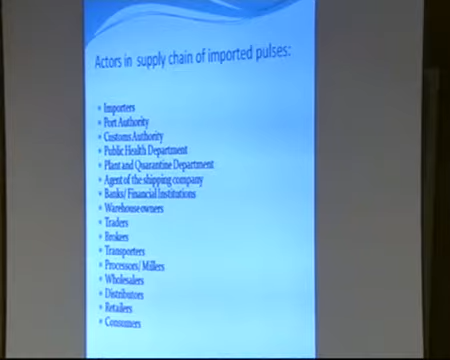 Actors in supply chain of imported pulses:
Importers
Port Authority
Customs Authority
Public Health Department
Plant and Qsarantine Department
Agent of the shipping company
Banks/ Financial Institutions
Warehouse owners
Traders
Brokers
Transporters
Processors/ Millers
Wholesalers
Distributors
Retailers
Consumers